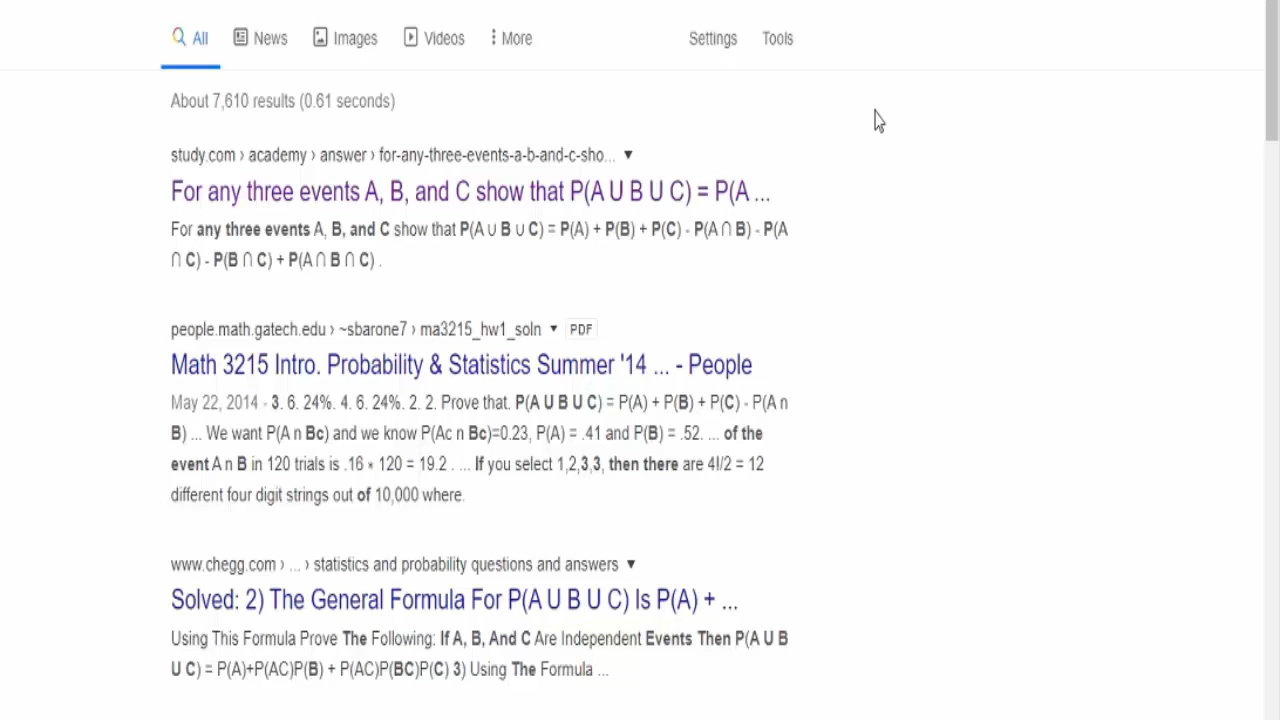 All News Images Videos More Settings Tools
About 7,610 results (0.61 seconds)
study.com › academy › answer › for-any-three-events-a-b-and-c-sho... ▼
For any three events A, B, and C show that P(A U B U C) = P(A ...
For any three events A, B, and C show that P(A ∪ B ∪ C) = P(A) + P(B) + P(C) - P(A ∩ B) - P(A
∩ C) - P(B ∩ C) + P(A ∩ B ∩ C) .
people.math.gatech.edu › ~sbarone7 › ma3215_hw1_soln ▼ PDF
Math 3215 Intro. Probability & Statistics Summer '14 ... - People
May 22, 2014 - 3. 6. 24%. 4. 6. 24%. 2. 2. Prove that. P(A U B U C) = P(A) + P(B) + P(C) - P(A n
B) ... We want P(A n Bc) and we know P(Ac n Bc)=0.23, P(A) = .41 and P(B) = .52. ... of the
event A n B in 120 trials is .16 * 120 = 19.2 . ... If you select 1,2,3,3, then there are 4!/2 = 12
different four digit strings out of 10,000 where.
www.chegg.com › ... › statistics and probability questions and answers ▼
Solved: 2) The General Formula For P(A U B U C) Is P(A) + ...
Using This Formula Prove The Following: If A, B, And C Are Independent Events Then P(A U B
U C) = P(A)+P(AC)P(B) + P(AC)P(BC)P(C) 3) Using The Formula ...